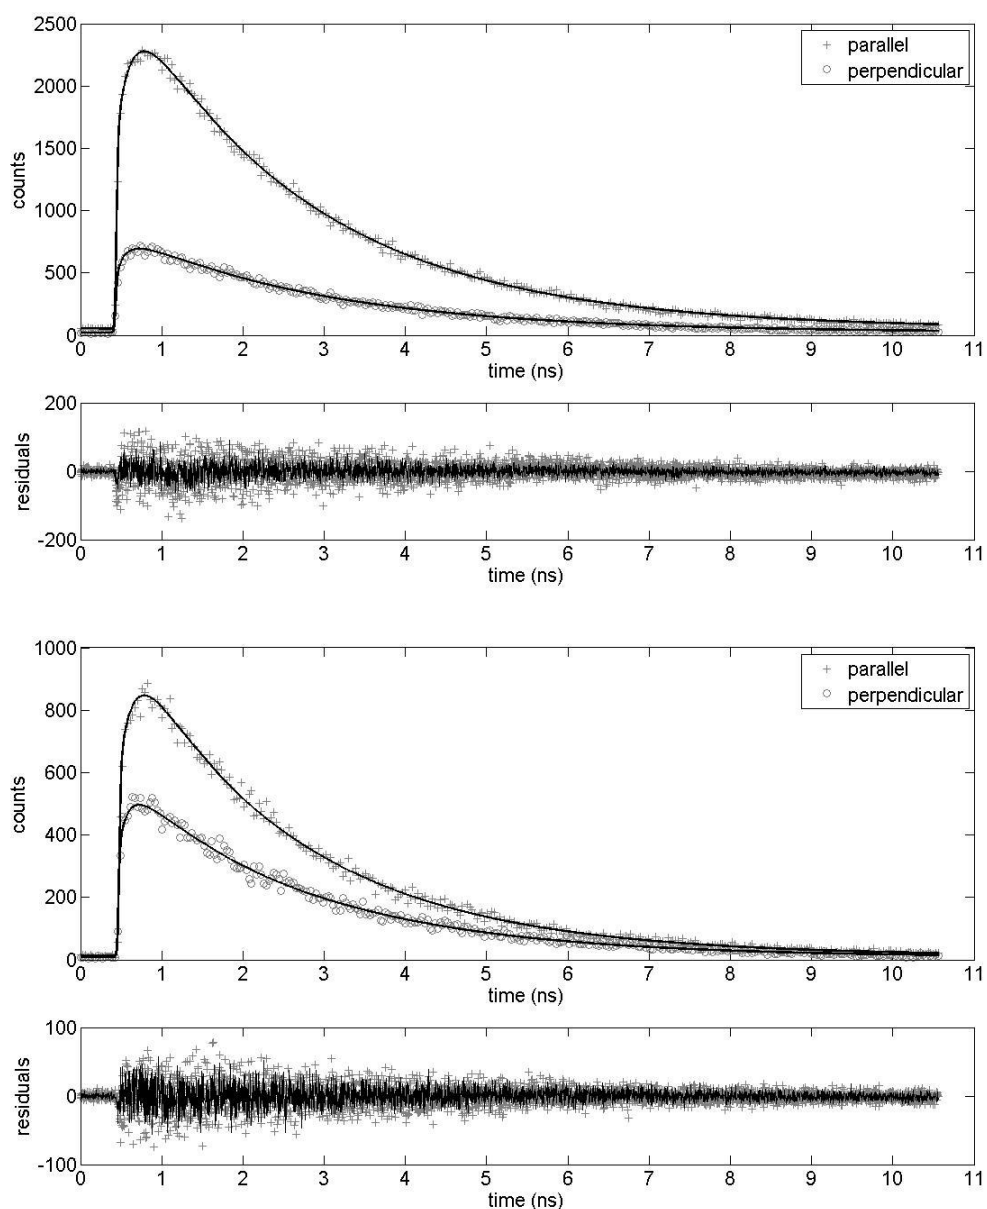 2500
2000
1500
1000
500
0
counts
parallel
perpendicular
0 1 2 3 4 5 6 7 8 9 10 11
time (ns)
200
0
-200
residuals
0 1 2 3 4 5 6 7 8 9 10 11
time (ns)
1000
800
600
400
200
0
counts
parallel
perpendicular
0 1 2 3 4 5 6 7 8 9 10 11
time (ns)
100
0
-100
residuals
0 1 2 3 4 5 6 7 8 9 10 11
time (ns)